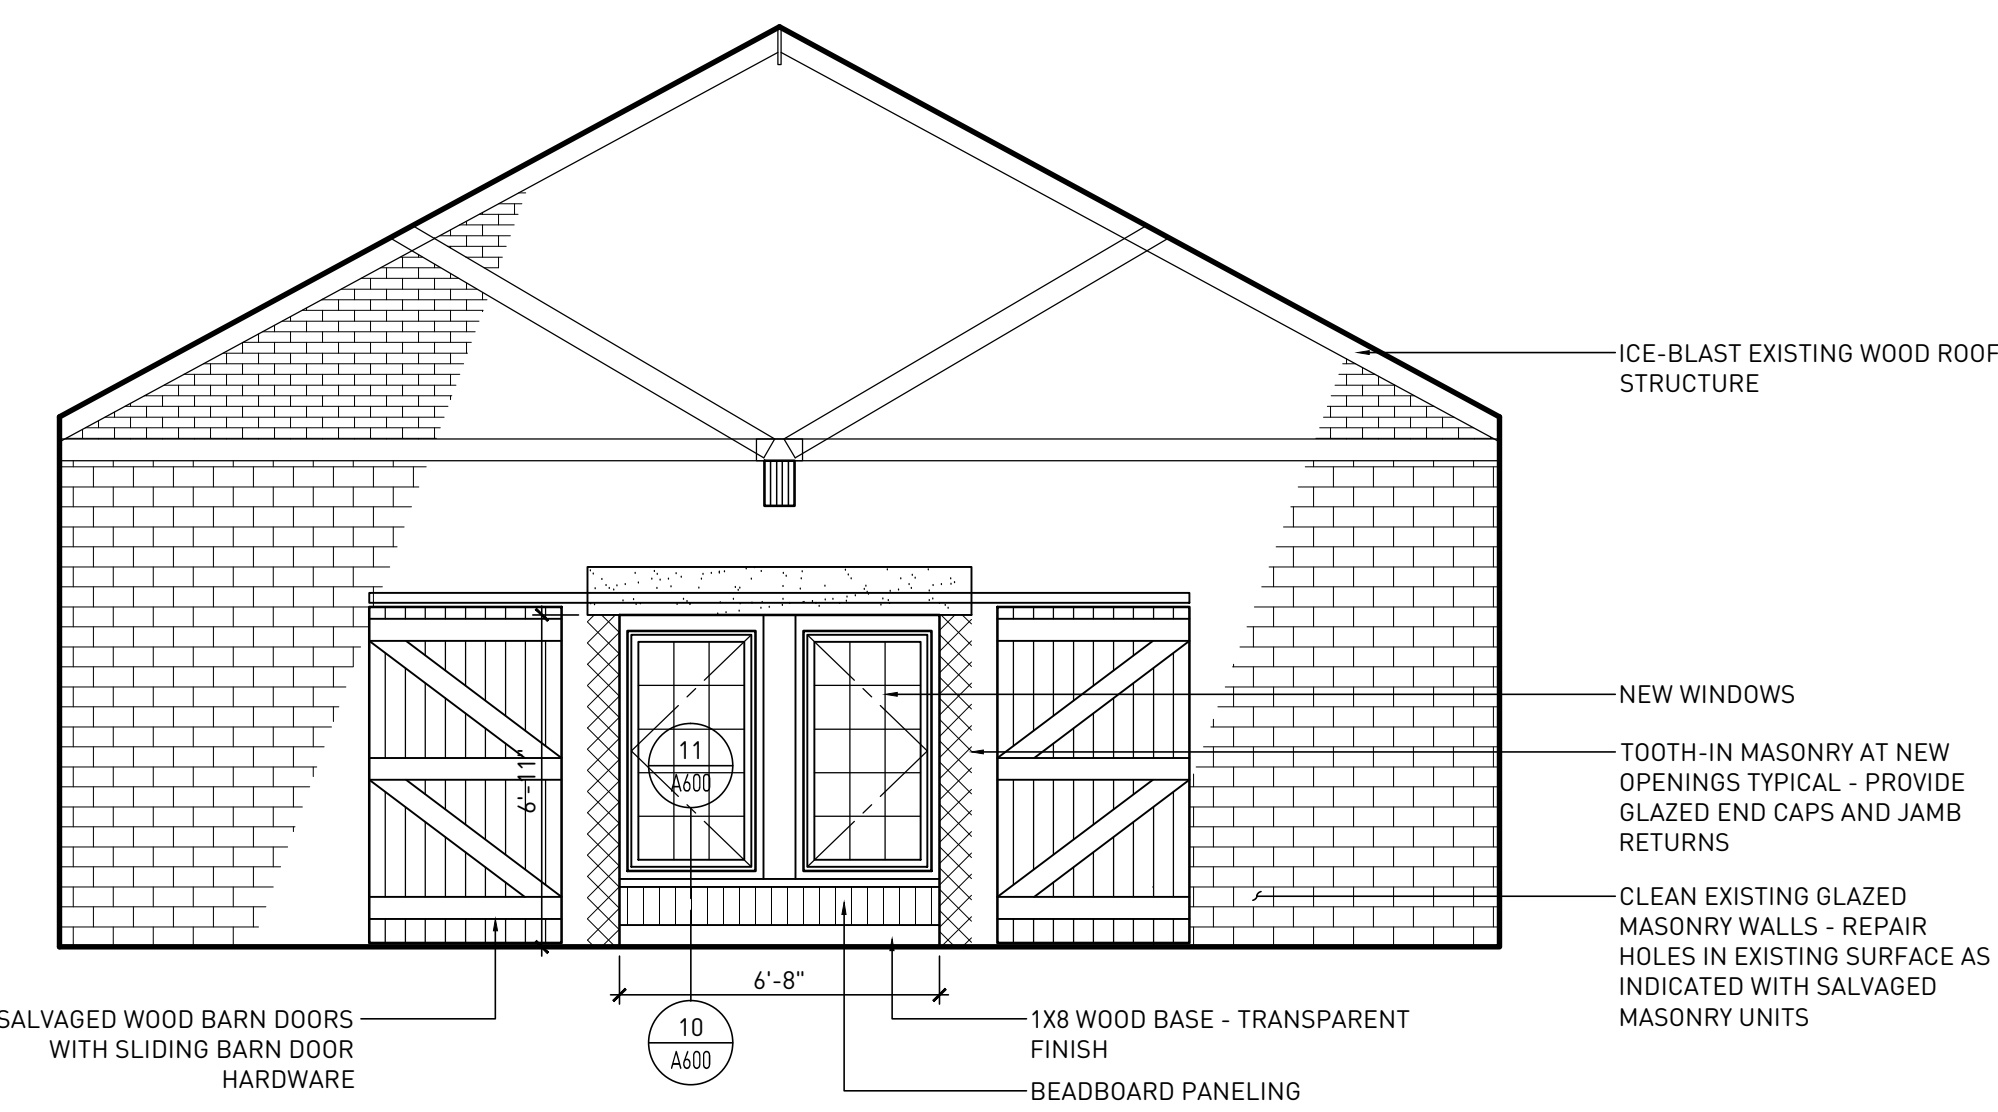 ICE-BLAST EXISTING WOOD ROOF
STRUCTURE
NEW WINDOWS
TOOTH-IN MASONRY AT NEW
OPENINGS TYPICAL - PROVIDE
GLAZED END CAPS AND JAMB
RETURNS
CLEAN EXISTING GLAZED
MASONRY WALLS - REPAIR
HOLES IN EXISTING SURFACE AS
INDICATED WITH SALVAGED
MASONRY UNITS
6'-11"
11
A600
6'-8"
10
A600
SALVAGED WOOD BARN DOORS
WITH SLIDING BARN DOOR
HARDWARE
1X8 WOOD BASE - TRANSPARENT
FINISH
BEADBOARD PANELING